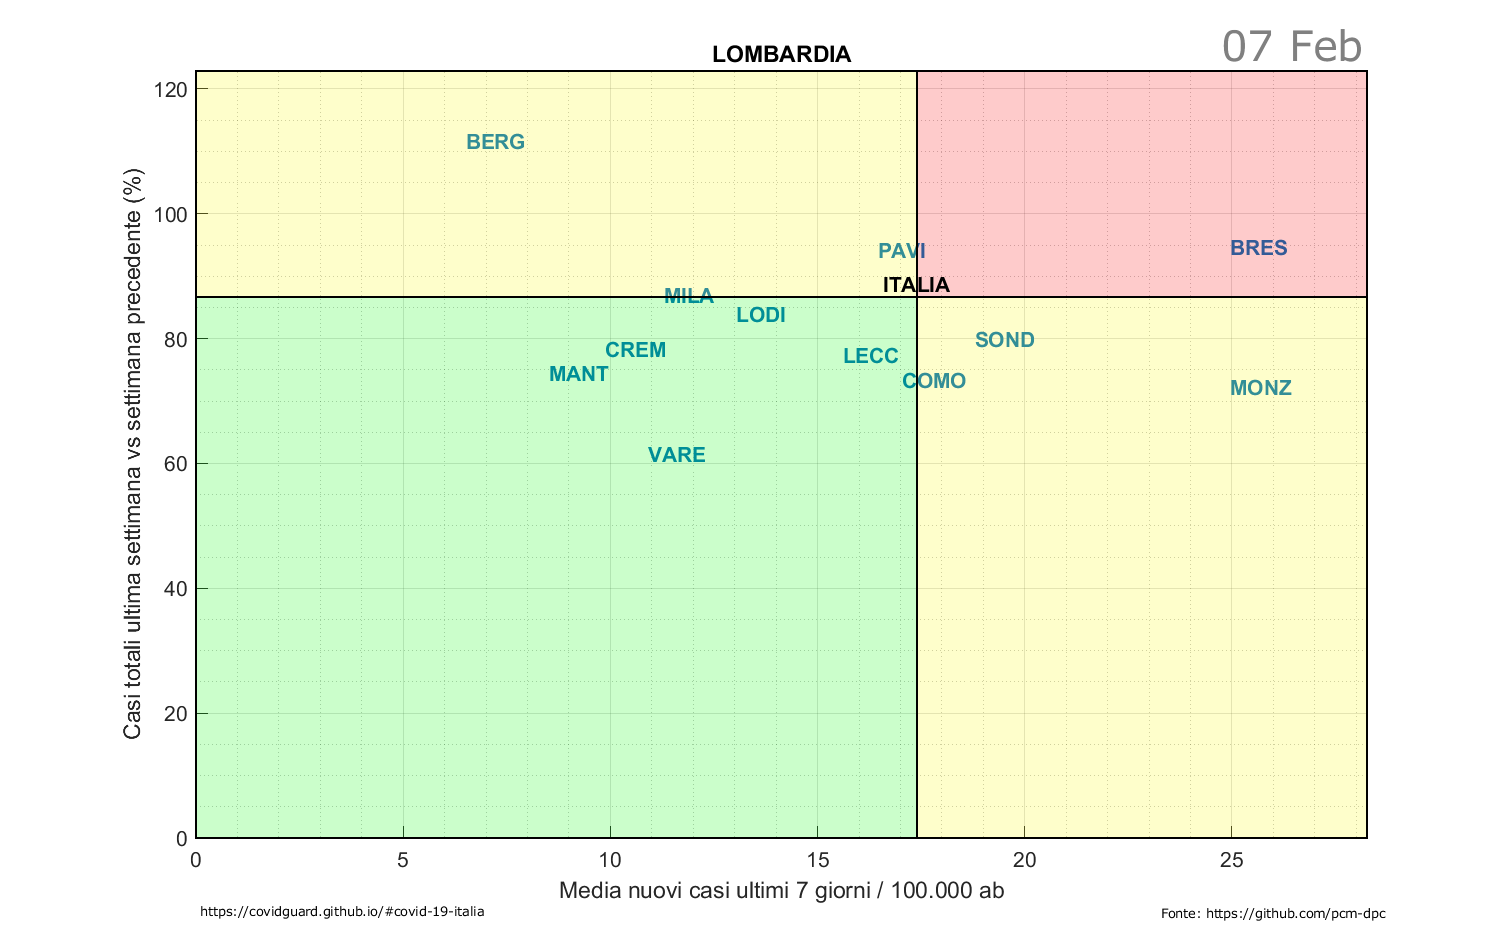 07 Feb
LOMBARDIA
Casi totali ultima settimana vs settimana precedente (%)
120
100
80
60
40
20
0
BERG
PAVI
BRES
ITALIA
MILA
LODI
SOND
CREM
LECC
MANT
COMO
MONZ
VARE
0 5 10 15 20 25
Media nuovi casi ultimi 7 giorni / 100.000 ab
https://covidguard.github.io/#covid-19-italia
Fonte: https://github.com/pcm-dpc